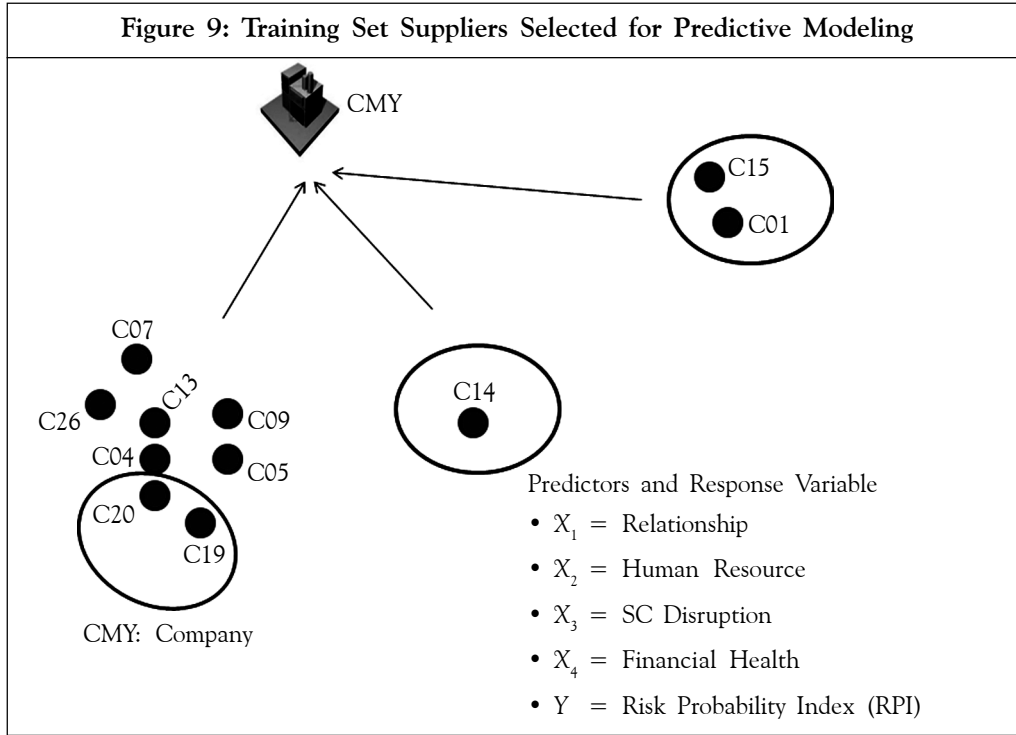 Figure 9: Training Set Suppliers Selected for Predictive Modeling
CMY
C15
C01
C07
C13
C26
C09
C04
C05
C20
C19
C14
CMY: Company
Predictors and Response Variable
• X₁ = Relationship
• X₂ = Human Resource
• X₃ = SC Disruption
• X₄ = Financial Health
• Y = Risk Probability Index (RPI)